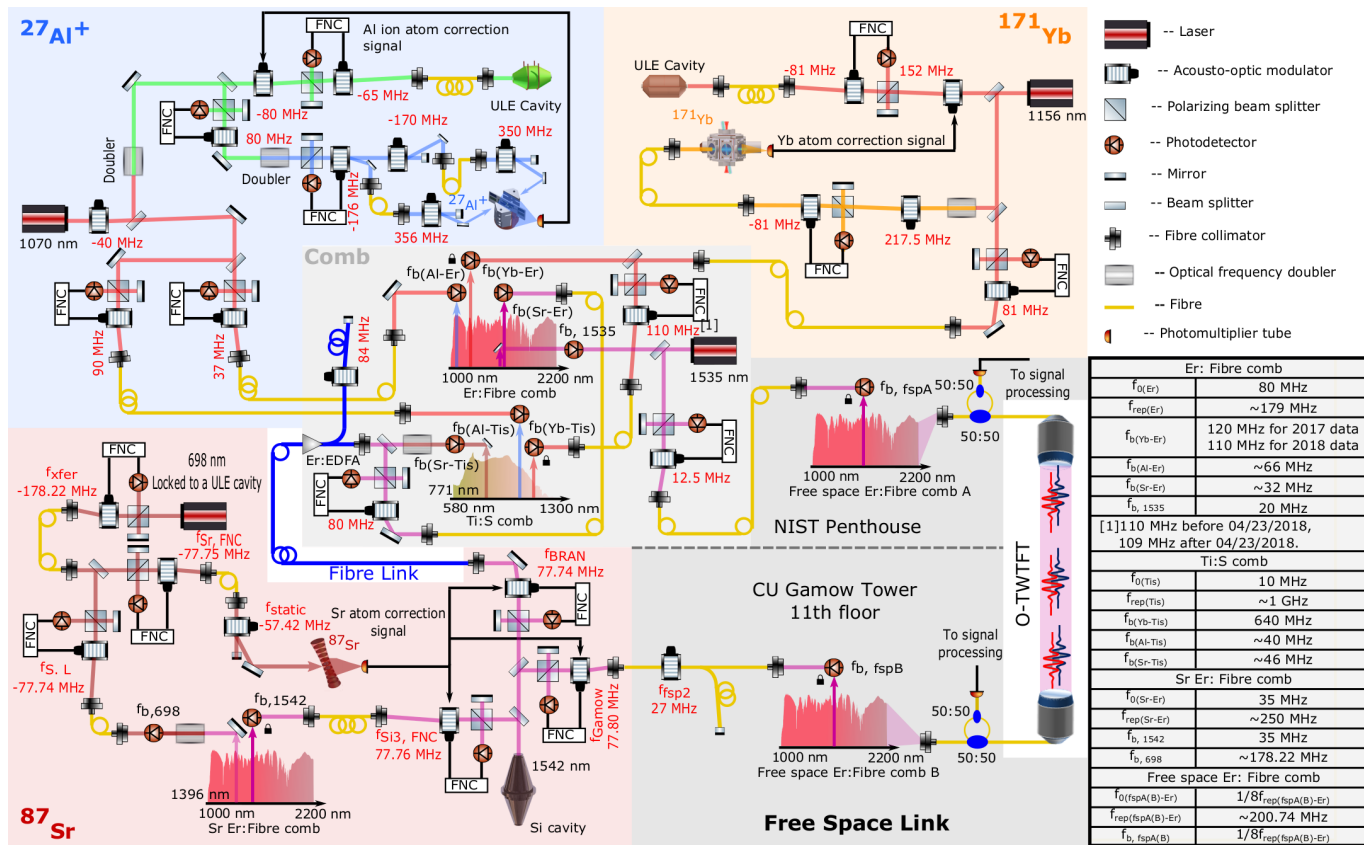 27Al+
FNC
Al ion atom correction
signal
-80 MHz
-65 MHz
ULE Cavity
FNC
80 MHz
-170 MHz
350 MHz
Doubler
Doubler
FNC
-176 MHz
27Al+
356 MHz
1070 nm
-40 MHz
FNC
FNC
90 MHz
37 MHz
171Yb
FNC
ULE Cavity
-81 MHz
152 MHz
1156 nm
171Yb
Yb atom correction signal
-81 MHz
217.5 MHz
FNC
FNC
81 MHz
-- Laser
-- Acousto-optic modulator
-- Polarizing beam splitter
-- Photodetector
-- Mirror
-- Beam splitter
-- Fibre collimator
-- Optical frequency doubler
-- Fibre
-- Photomultiplier tube
Comb
fb(Al-Er)
fb(Yb-Er)
fb(Sr-Er)
fb, 1535
84 MHz
FNC
110 MHz
[1]
1535 nm
1000 nm
2200 nm
Er:Fibre comb
fb(Al-Tis)
fb(Yb-Tis)
fb(Sr-Tis)
Er:EDFA
FNC
80 MHz
771 nm
580 nm
1300 nm
Ti:S comb
FNC
12.5 MHz
Fibre Link
fb, fspA
50:50
To signal
processing
50:50
1000 nm
2200 nm
Free space Er:Fibre comb A
NIST Penthouse
O-TWTFT
CU Gamow Tower
11th floor
fb, fspB
To signal
processing
50:50
50:50
1000 nm
2200 nm
Free space Er:Fibre comb B
Free Space Link
FNC
fxfer
-178.22 MHz
698 nm
Locked to a ULE cavity
fSr, FNC
-77.75 MHz
FNC
FNC
fS. L
-77.74 MHz
fstatic
-57.42 MHz
Sr atom correction
signal
87Sr
fBRAN
77.74 MHz
FNC
fb,698
fb,1542
fSi3, FNC
77.76 MHz
FNC
FNC
fGamow
77.80 MHz
ffsp2
27 MHz
1542 nm
Si cavity
1396 nm
1000 nm
2200 nm
Sr Er:Fibre comb
87Sr
Er: Fibre comb
f0(Er) 80 MHz
frep(Er) ~179 MHz
fb(Yb-Er) 120 MHz for 2017 data
110 MHz for 2018 data
fb(Al-Er) ~66 MHz
fb(Sr-Er) ~32 MHz
fb, 1535 20 MHz
[1]110 MHz before 04/23/2018,
109 MHz after 04/23/2018.
Ti:S comb
f0(Tis) 10 MHz
frep(Tis) ~1 GHz
fb(Yb-Tis) 640 MHz
fb(Al-Tis) ~40 MHz
fb(Sr-Tis) ~46 MHz
Sr Er: Fibre comb
f0(Sr-Er) 35 MHz
frep(Sr-Er) ~250 MHz
fb, 1542 35 MHz
fb, 698 ~178.22 MHz
Free space Er: Fibre comb
f0(fspA(B)-Er) 1/8frep(fspA(B)-Er)
frep(fspA(B)-Er) ~200.74 MHz
fb, fspA(B) 1/8frep(fspA(B)-Er)